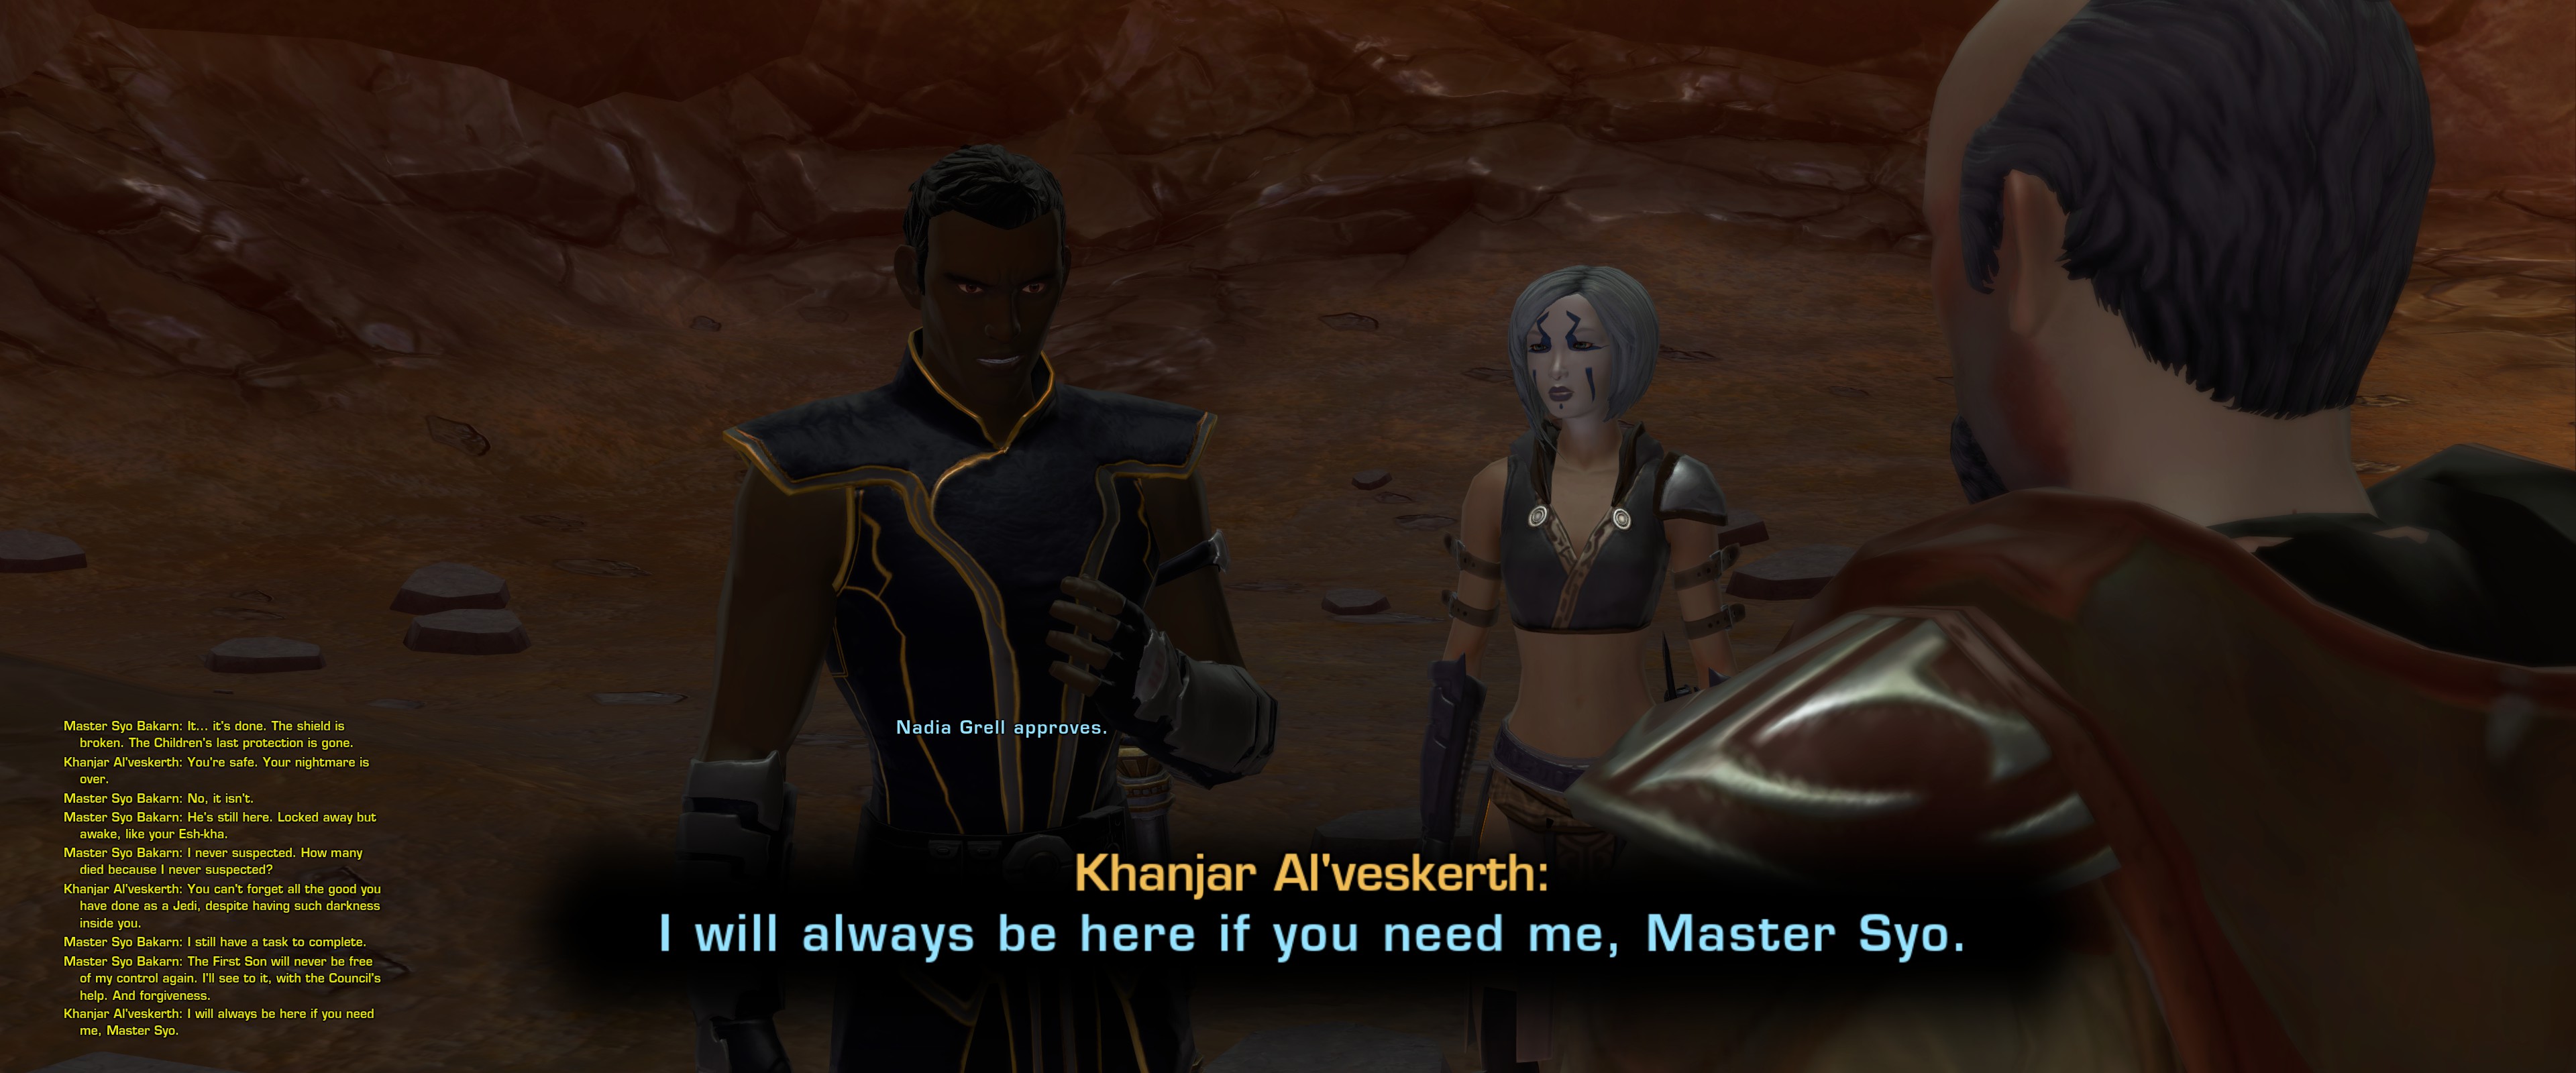 Master Syo Bakarn: It... it's done. The shield is
broken. The Children's last protection is gone.
Khanjar Al'veskerth: You're safe. Your nightmare is
over.
Master Syo Bakarn: No, it isn't.
Master Syo Bakarn: He's still here. Locked away but
awake, like your Esh-kha.
Master Syo Bakarn: I never suspected. How many
died because I never suspected?
Khanjar Al'veskerth: You can't forget all the good you
have done as a Jedi, despite having such darkness
inside you.
Master Syo Bakarn: I still have a task to complete.
Master Syo Bakarn: The First Son will never be free
of my control again. I'll see to it, with the Council's
help. And forgiveness.
Khanjar Al'veskerth: I will always be here if you need
me, Master Syo.
Nadia Grell approves.
Khanjar Al'veskerth:
I will always be here if you need me, Master Syo.